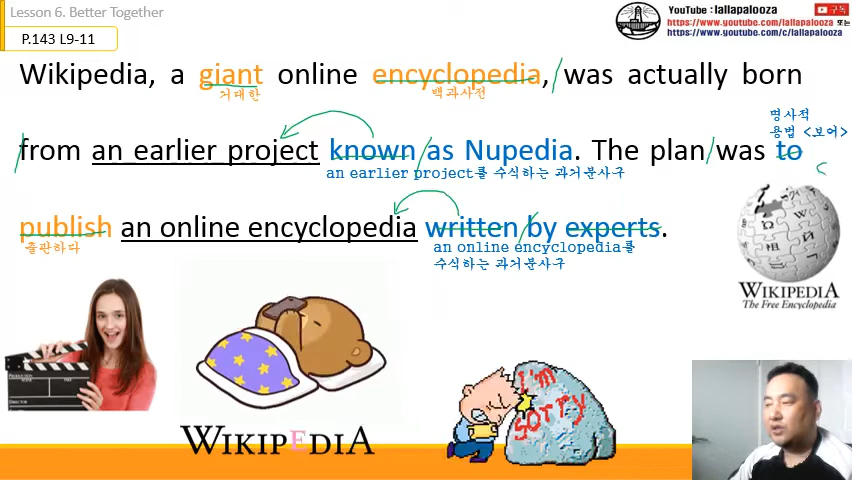 Lesson 6. Better Together
P.143 L9-11
YouTube : lallapalooza
구독
https://www.youtube.com/lallapalooza 또는
https://www.youtube.com/c/lallapalooza
Wikipedia, a giant online encyclopedia, was actually born
거대한
백과사전
명사적
용법 <보어>
from an earlier project known as Nupedia. The plan was to
an earlier project를 수식하는 과거분사구
publish an online encyclopedia written by experts.
출판하다
an online encyclopedia를
수식하는 과거분사구
WIKIPEDIA
The Free Encyclopedia
WIKIPEDIA
I'm
sorry